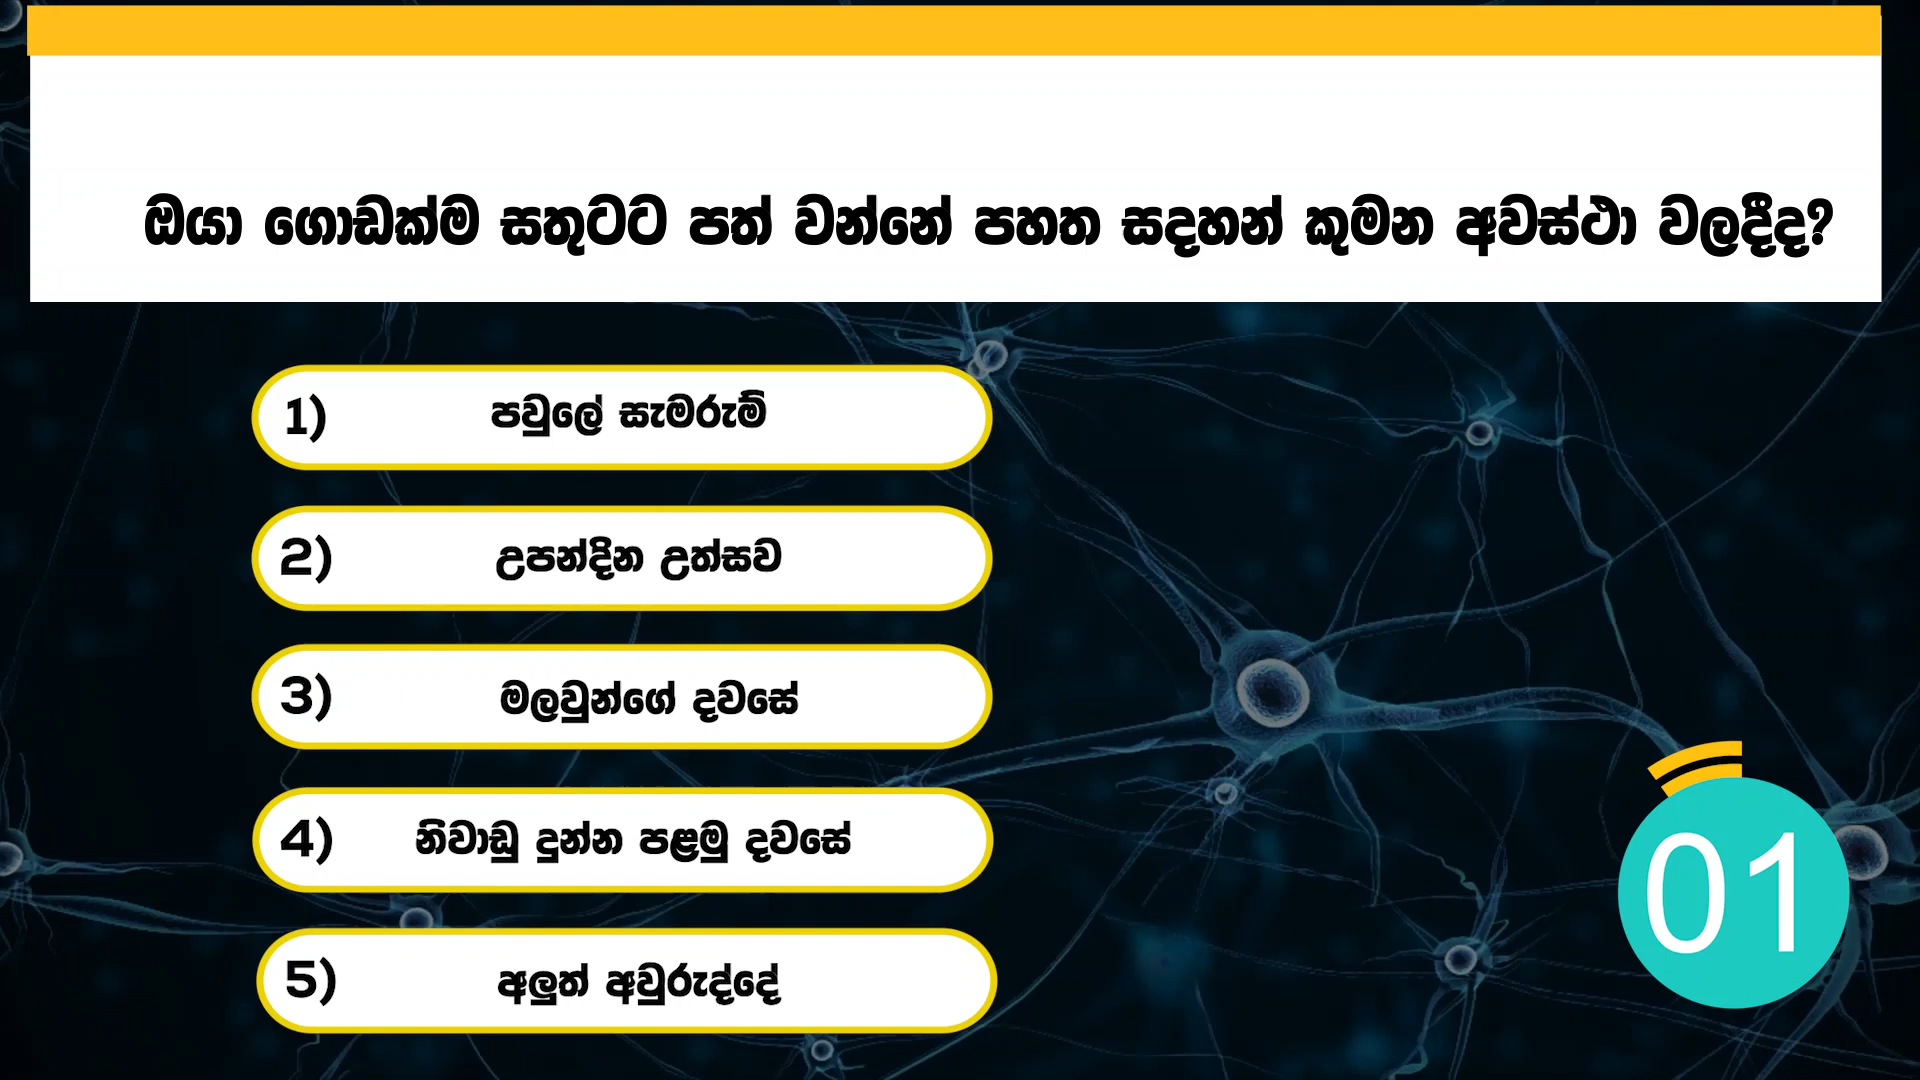 ඔයා ගොඩක්ම සතුටට පත් වන්නේ පහත සදහන් කුමන අවස්ථා වලදීද?
1) පවුලේ සැමරුම්
2) උපන්දින උත්සව
3) මලවුන්ගේ දවසේ
4) නිවාඩු දුන්න පළමු දවසේ
5) අලුත් අවුරුද්දේ
01